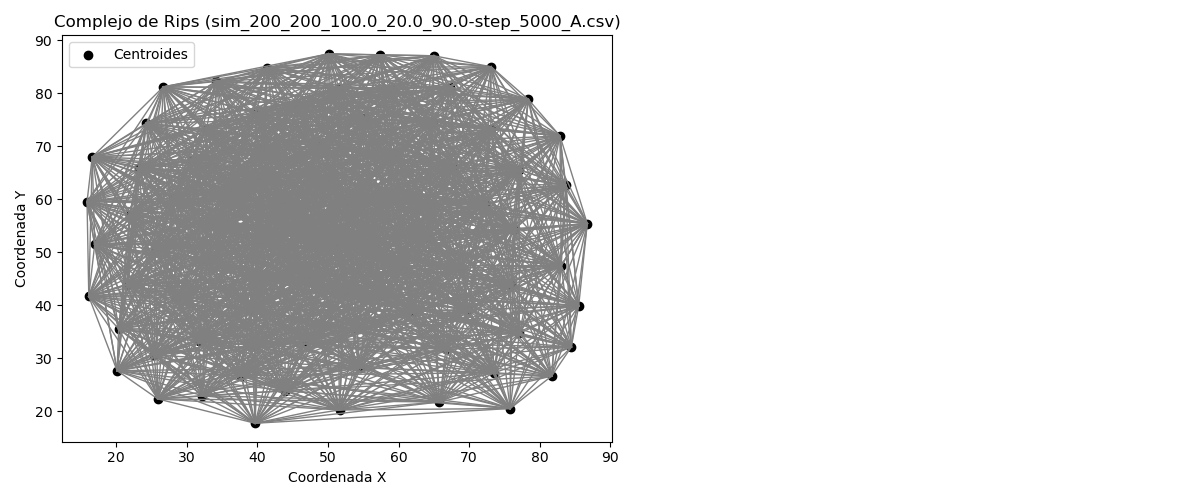 Complejo de Rips (sim_200_200_100.0_20.0_90.0-step_5000_A.csv)
Centroides
90
80
70
60
50
40
30
20
Coordenada Y
20 30 40 50 60 70 80 90
Coordenada X